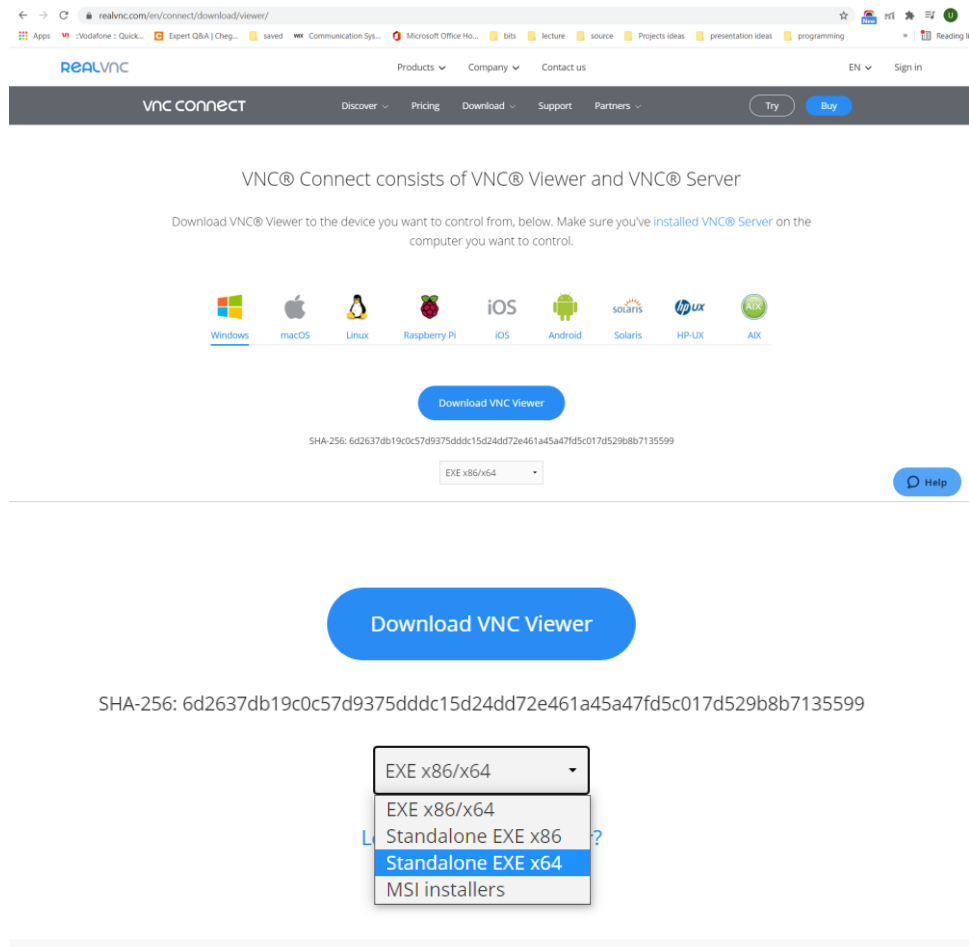 realvnc.com/en/connect/download/viewer/
New
U
Apps
::Vodafone :: Quick...
Expert Q&A | Cheg...
saved
Communication Sys...
Microsoft Office Ho...
bits
lecture
source
Projects ideas
presentation ideas
programming
»
Reading li
REALVNC
Products
Company
Contact us
EN
Sign in
VNC CONNECT
Discover
Pricing
Download
Support
Partners
Try
Buy
VNC® Connect consists of VNC® Viewer and VNC® Server
Download VNC® Viewer to the device you want to control from, below. Make sure you've installed VNC® Server on the
computer you want to control.
iOS
solaris
hp UX
AIX
Windows
macOS
Linux
Raspberry Pi
iOS
Android
Solaris
HP-UX
AIX
Download VNC Viewer
SHA-256: 6d2637db19c0c57d9375dddc15d24dd72e461a45a47fd5c017d529b8b7135599
EXE x86/x64
Help
Download VNC Viewer
SHA-256: 6d2637db19c0c57d9375dddc15d24dd72e461a45a47fd5c017d529b8b7135599
EXE x86/x64
EXE x86/x64
Standalone EXE x86
Standalone EXE x64
MSI installers